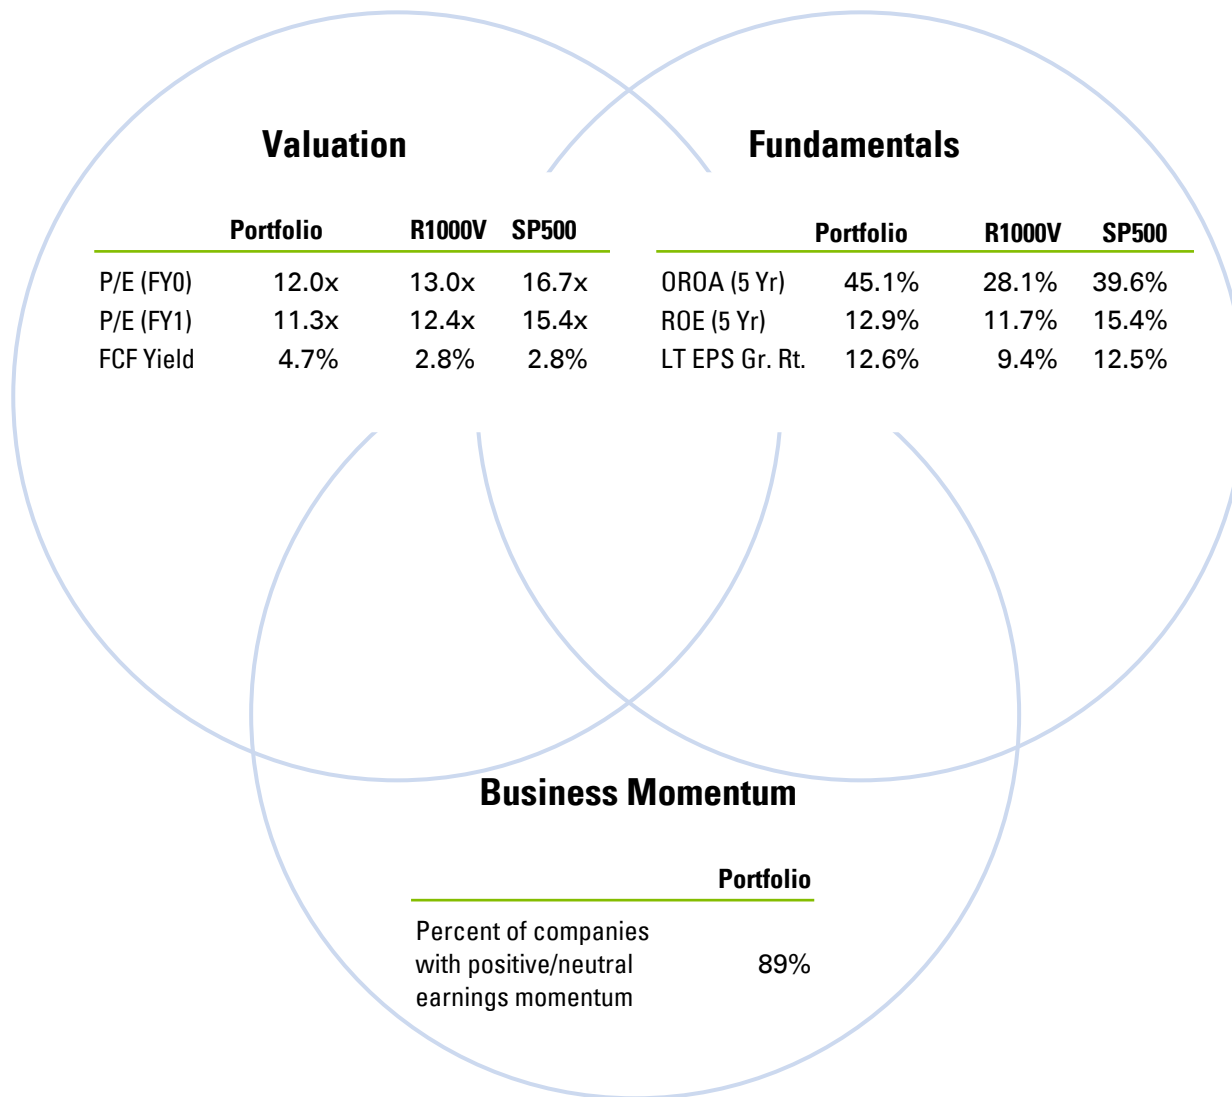 Valuation
Portfolio R1000V SP500
P/E (FY0) 12.0x 13.0x 16.7x
P/E (FY1) 11.3x 12.4x 15.4x
FCF Yield 4.7% 2.8% 2.8%
Fundamentals
Portfolio R1000V SP500
OROA (5 Yr) 45.1% 28.1% 39.6%
ROE (5 Yr) 12.9% 11.7% 15.4%
LT EPS Gr. Rt. 12.6% 9.4% 12.5%
Business Momentum
Portfolio
Percent of companies
with positive/neutral 89%
earnings momentum